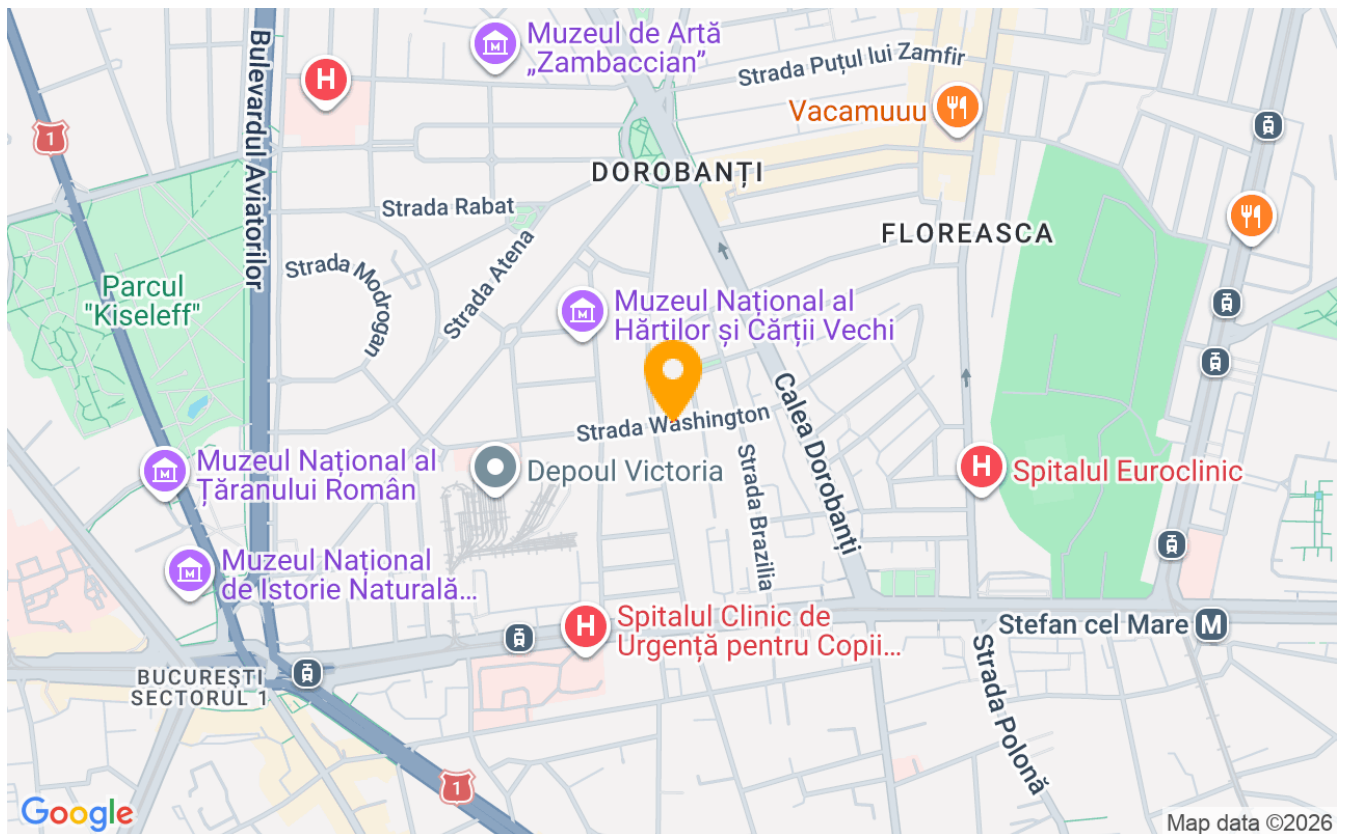 Muzeul de Artă
„Zambaccian”
Strada Puțul lui Zamfir
H
Vacamuuu
1
Bulevardul Aviatorilor
DOROBANȚI
Strada Rabat
FLOREASCA
Strada Atena
Strada Modrogan
Parcul
"Kiseleff"
Muzeul Național al
Hărților și Cărții Vechi
Calea Dorobanți
Strada Washington
Muzeul Național al
Țăranului Român
Depoul Victoria
Strada Brazilia
H
Spitalul Euroclinic
Muzeul Național
de Istorie Naturală...
H
Spitalul Clinic de
Urgență pentru Copii...
Stefan cel Mare M
BUCUREȘTI
SECTORUL 1
Strada Polonă
1
Google
Map data ©2026